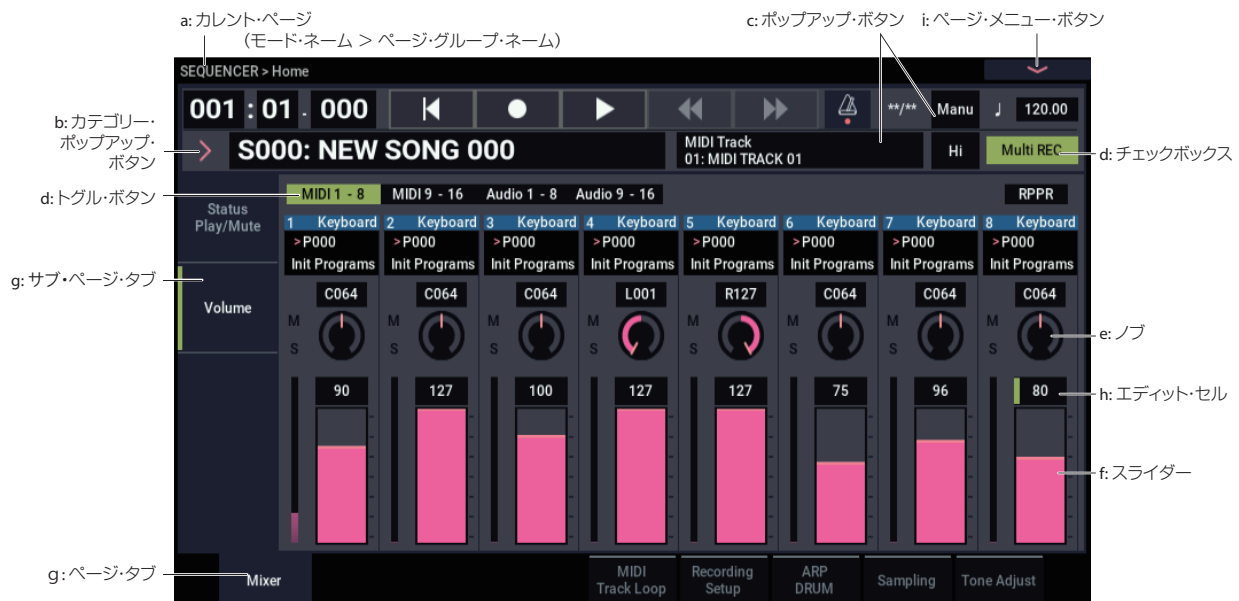 a: カレント・ページ
（モード・ネーム ＞ ページ・グループ・ネーム）
c: ポップアップ・ボタン
i: ページ・メニュー・ボタン
SEQUENCER > Home
001 : 01 . 000
**/**
Manu
♩ 120.00
b: カテゴリー・
ポップアップ・
ボタン
S000: NEW SONG 000
MIDI Track
01: MIDI TRACK 01
Hi
Multi REC
d: チェックボックス
d: トグル・ボタン
MIDI 1 - 8 MIDI 9 - 16 Audio 1 - 8 Audio 9 - 16
RPPR
Status
Play/Mute
1 Keyboard 2 Keyboard 3 Keyboard 4 Keyboard 5 Keyboard 6 Keyboard 7 Keyboard 8 Keyboard
>P000 >P000 >P000 >P000 >P000 >P000 >P000 >P000
Init Programs Init Programs Init Programs Init Programs Init Programs Init Programs Init Programs Init Programs
g: サブ・ページ・タブ
Volume
C064 C064 C064 L001 R127 C064 C064 C064
M M M M M M M M
S S S S S S S S
e: ノブ
90 127 100 127 127 75 96 80
h: エディット・セル
f: スライダー
g: ページ・タブ
Mixer
MIDI
Track Loop
Recording
Setup
ARP
DRUM
Sampling
Tone Adjust